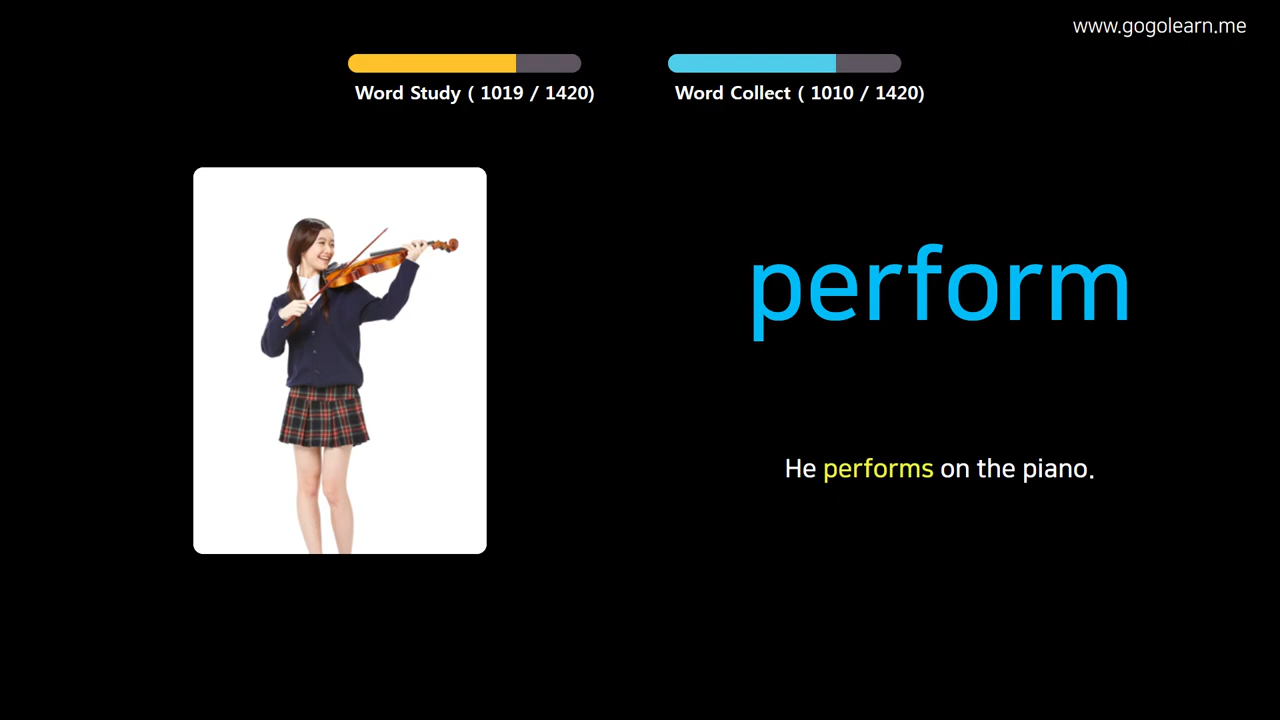 www.gogolearn.me
Word Study ( 1019 / 1420)
Word Collect ( 1010 / 1420)
perform
He performs on the piano.